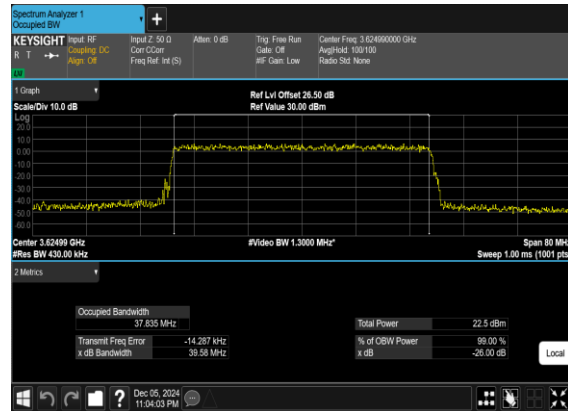 Spectrum Analyzer 1
Occupied BW
+
KEYSIGHT Input: RF Input Z: 50 Ω Atten: 0 dB Trig: Free Run Center Freq: 3.624990000 GHz
R T Coupling: DC Corr CCorr Gate: Off Avg|Hold: 100/100
Align: Off Freq Ref: Int (S) #IF Gain: Low Radio Std: None
LXI
1 Graph
Ref Lvl Offset 26.50 dB
Scale/Div 10.0 dB Ref Value 30.00 dBm
Log
20.0
10.0
0.00
-10.0
-20.0
-30.0
-40.0
-50.0
-60.0
Center 3.62499 GHz #Video BW 1.3000 MHz* Span 80 MHz
#Res BW 430.00 kHz Sweep 1.00 ms (1001 pts)
2 Metrics
Occupied Bandwidth
37.835 MHz Total Power 22.5 dBm
Transmit Freq Error -14.287 kHz % of OBW Power 99.00 %
x dB Bandwidth 39.58 MHz x dB -26.00 dB
Local
? Dec 05, 2024
11:04:03 PM